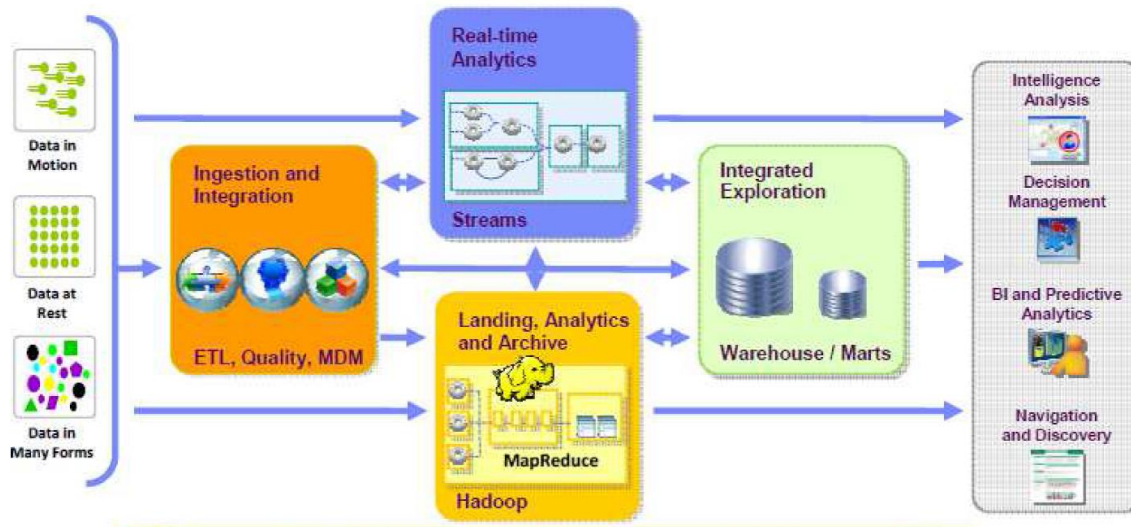 Data in
Motion
Data at
Rest
Data in
Many Forms
Ingestion and
Integration
ETL, Quality, MDM
Real-time
Analytics
Streams
Landing, Analytics
and Archive
MapReduce
Hadoop
Integrated
Exploration
Warehouse / Marts
Intelligence
Analysis
Decision
Management
BI and Predictive
Analytics
Navigation
and Discovery